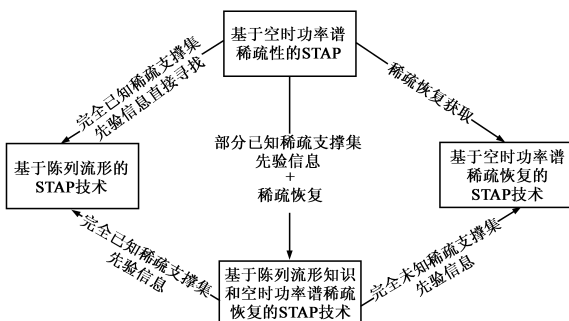 基于空时功率谱
稀疏性的STAP
完全已知稀疏支撑集
先验信息直接寻找
稀疏恢复获取
部分已知稀疏支撑集
先验信息
+
稀疏恢复
基于陈列流形的
STAP技术
基于空时功率谱
稀疏恢复的
STAP技术
完全已知稀疏支撑集
先验信息
基于陈列流形知识
和空时功率谱稀疏
恢复的STAP技术
完全未知稀疏支撑集
先验信息